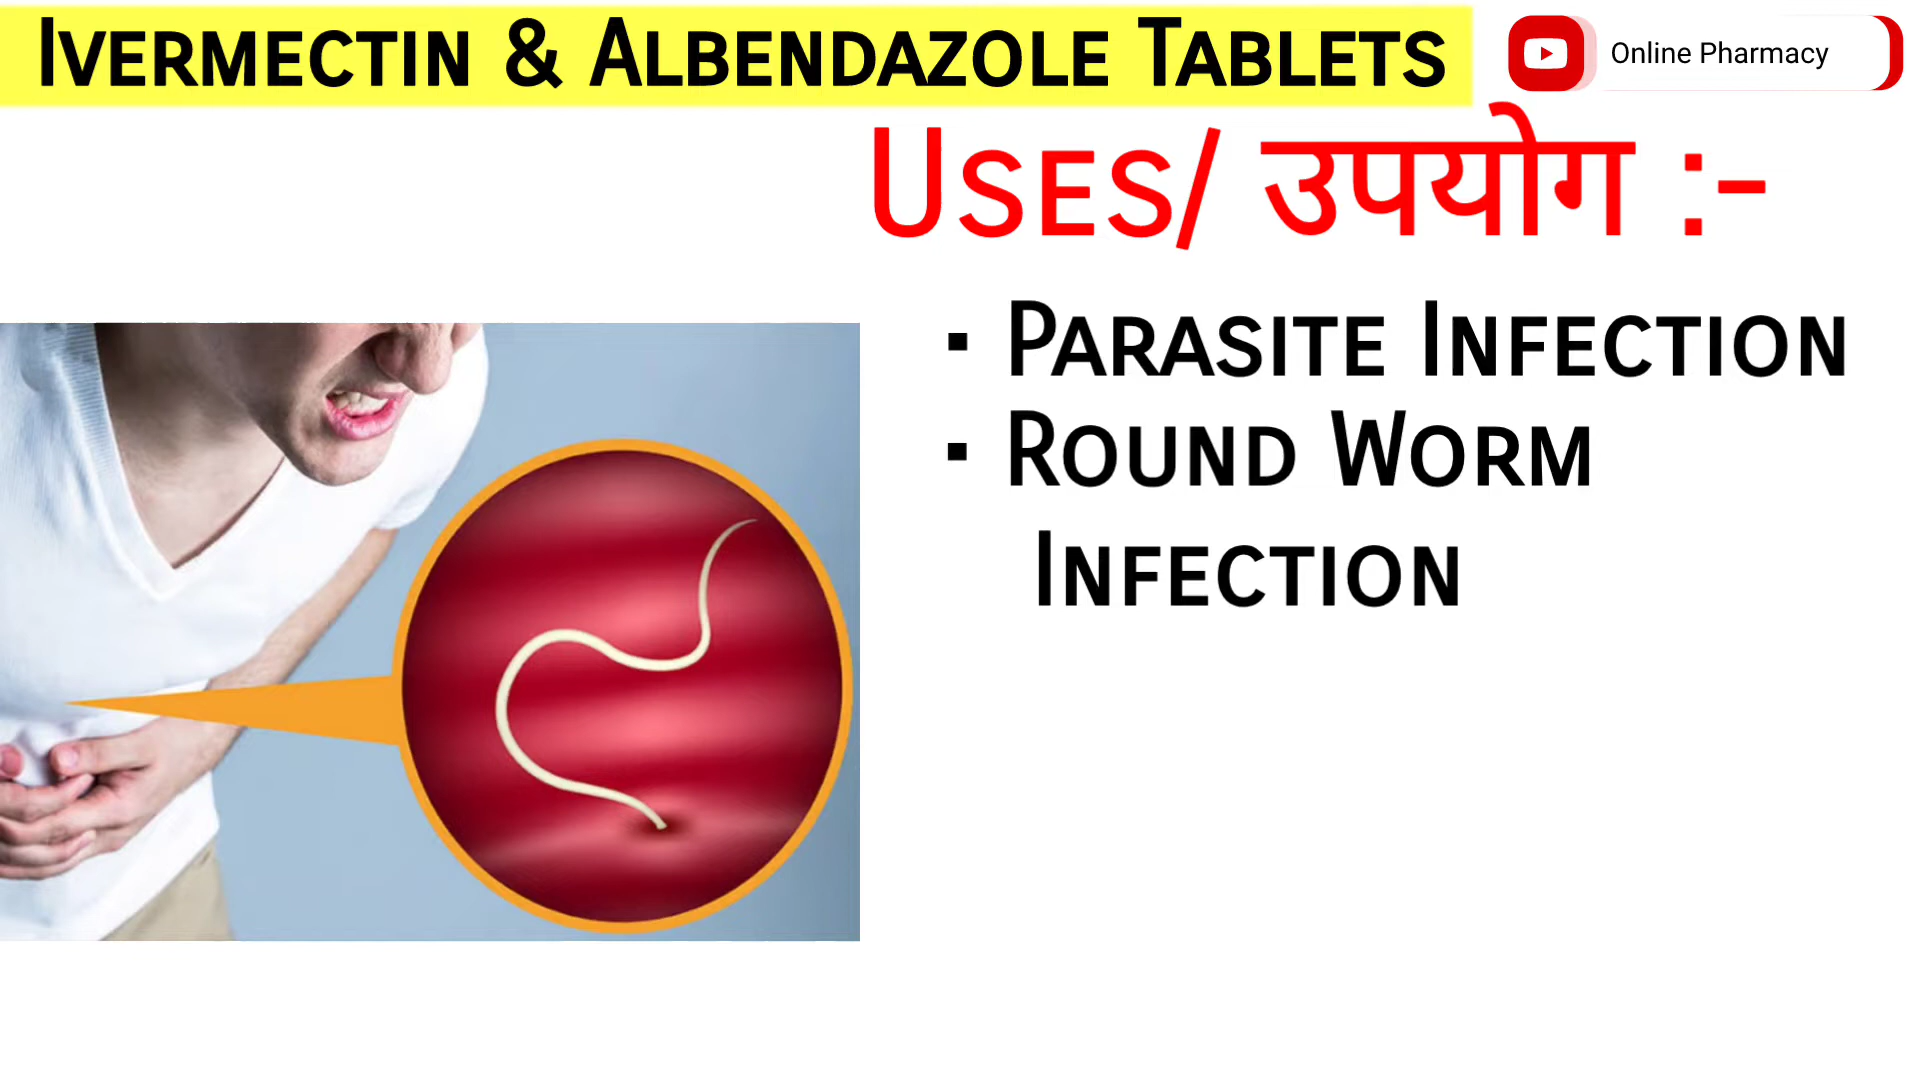 Ivermectin & Albendazole Tablets
Online Pharmacy
Uses/ उपयोग :-
▪ Parasite Infection
▪ Round Worm
Infection